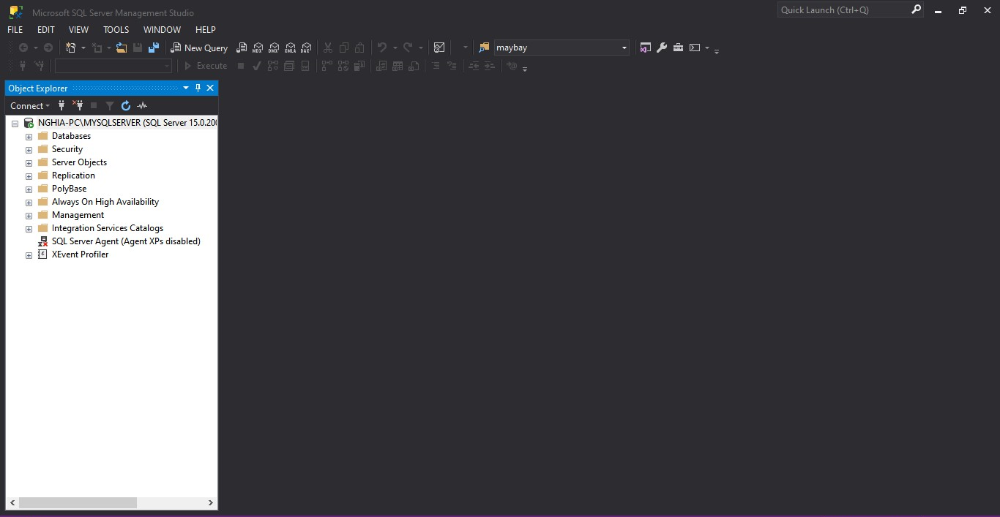 Microsoft SQL Server Management Studio
Quick Launch (Ctrl+Q)
FILE EDIT VIEW TOOLS WINDOW HELP
New Query MDX DMX XMLA DAX maybay
Execute
Object Explorer
Connect
NGHIA-PC\MYSQLSERVER (SQL Server 15.0.200
Databases
Security
Server Objects
Replication
PolyBase
Always On High Availability
Management
Integration Services Catalogs
SQL Server Agent (Agent XPs disabled)
XEvent Profiler